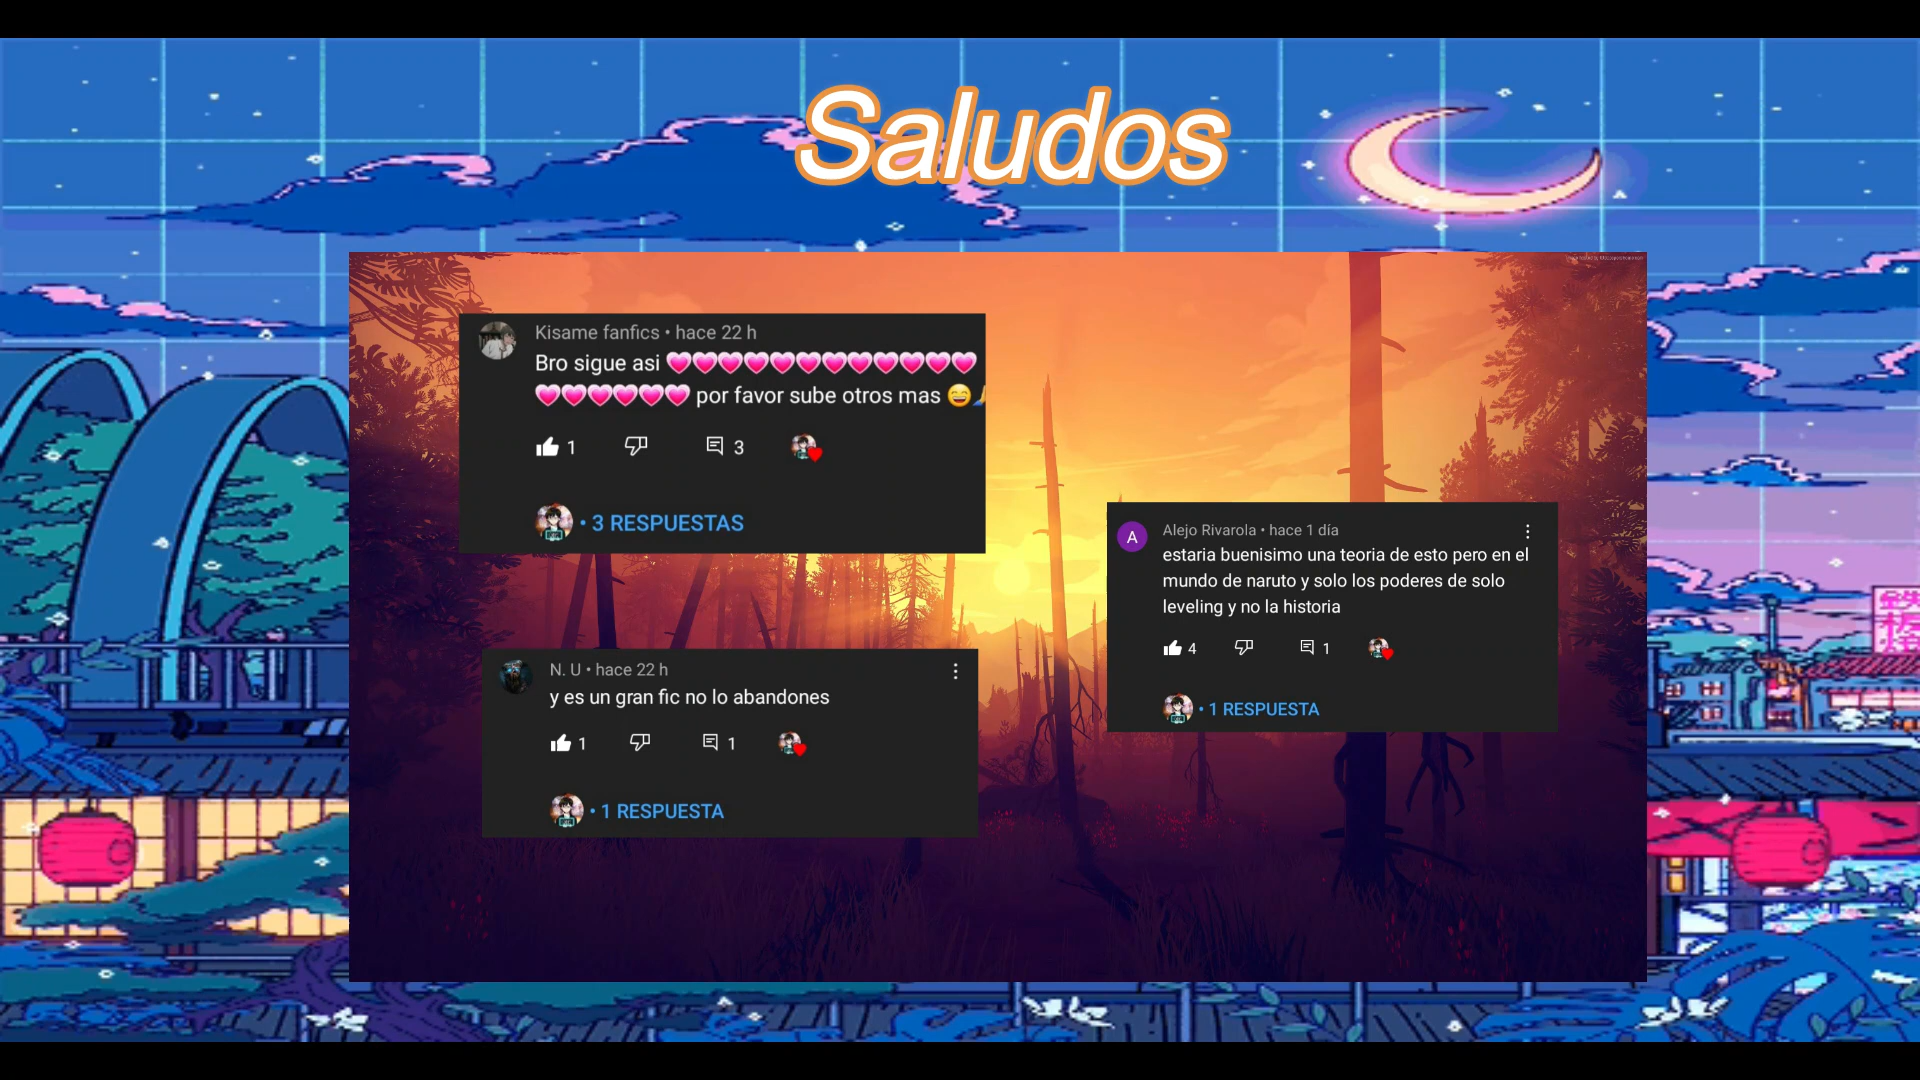 Saludos
Kisame fanfics • hace 22 h
Bro sigue asi 💗💗💗💗💗💗💗💗💗💗💗💗
💗💗💗💗💗💗 por favor sube otros mas 😄
1 3
• 3 RESPUESTAS
N. U • hace 22 h
y es un gran fic no lo abandones
1 1
• 1 RESPUESTA
A
Alejo Rivarola • hace 1 día
estaria buenisimo una teoria de esto pero en el
mundo de naruto y solo los poderes de solo
leveling y no la historia
4 1
• 1 RESPUESTA